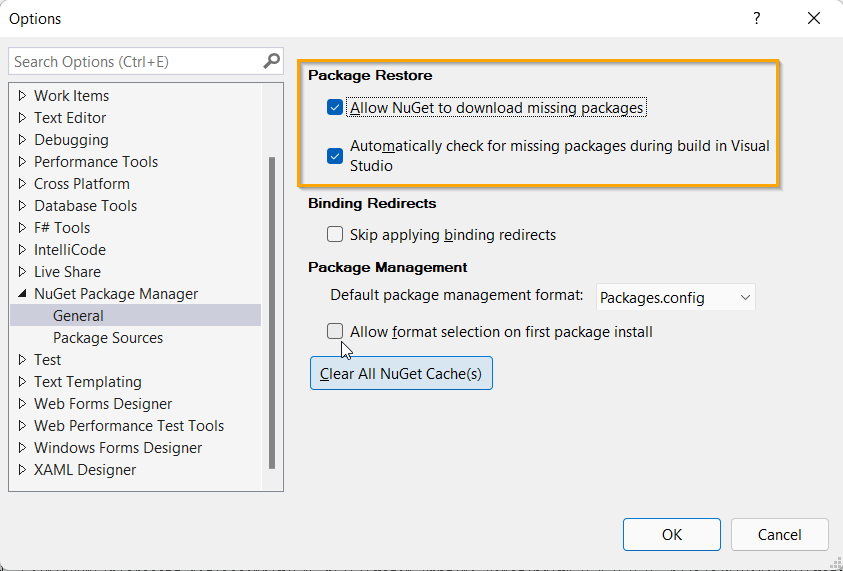 Options
?
Search Options (Ctrl+E)
Work Items
Text Editor
Debugging
Performance Tools
Cross Platform
Database Tools
F# Tools
IntelliCode
Live Share
NuGet Package Manager
General
Package Sources
Test
Text Templating
Web Forms Designer
Web Performance Test Tools
Windows Forms Designer
XAML Designer
Package Restore
Allow NuGet to download missing packages
Automatically check for missing packages during build in Visual
Studio
Binding Redirects
Skip applying binding redirects
Package Management
Default package management format: Packages.config
Allow format selection on first package install
Clear All NuGet Cache(s)
OK Cancel